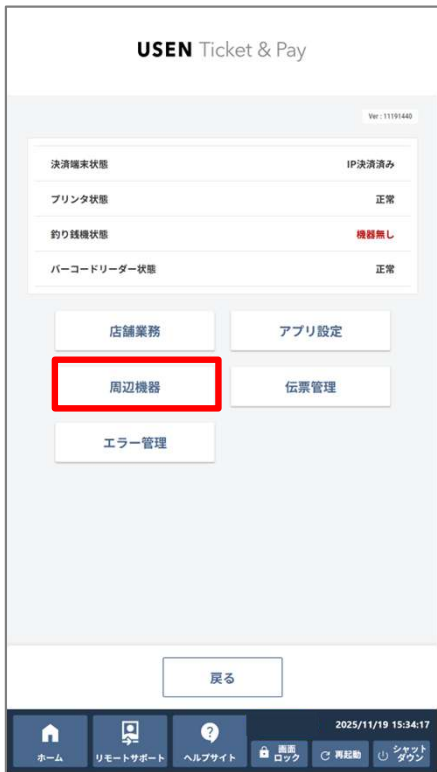 USEN Ticket & Pay
Ver : 11191440
決済端末状態 IP決済済み
プリンタ状態 正常
釣り銭機状態 機器無し
バーコードリーダー状態 正常
店舗業務 アプリ設定
周辺機器 伝票管理
エラー管理
戻る
2025/11/19 15:34:17
ホーム リモートサポート ヘルプサイト 画面ロック 再起動 シャットダウン